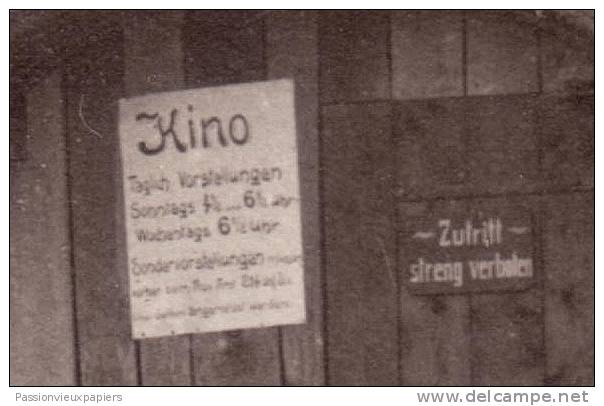 Kino
Täglich Vorstellungen
Sonntags 4½ 6½ Uhr
Wochentags 6½ Uhr
Sondervorstellungen
werden
~ Zutritt ~
streng verboten
Passionvieuxpapiers
© delcampe.net